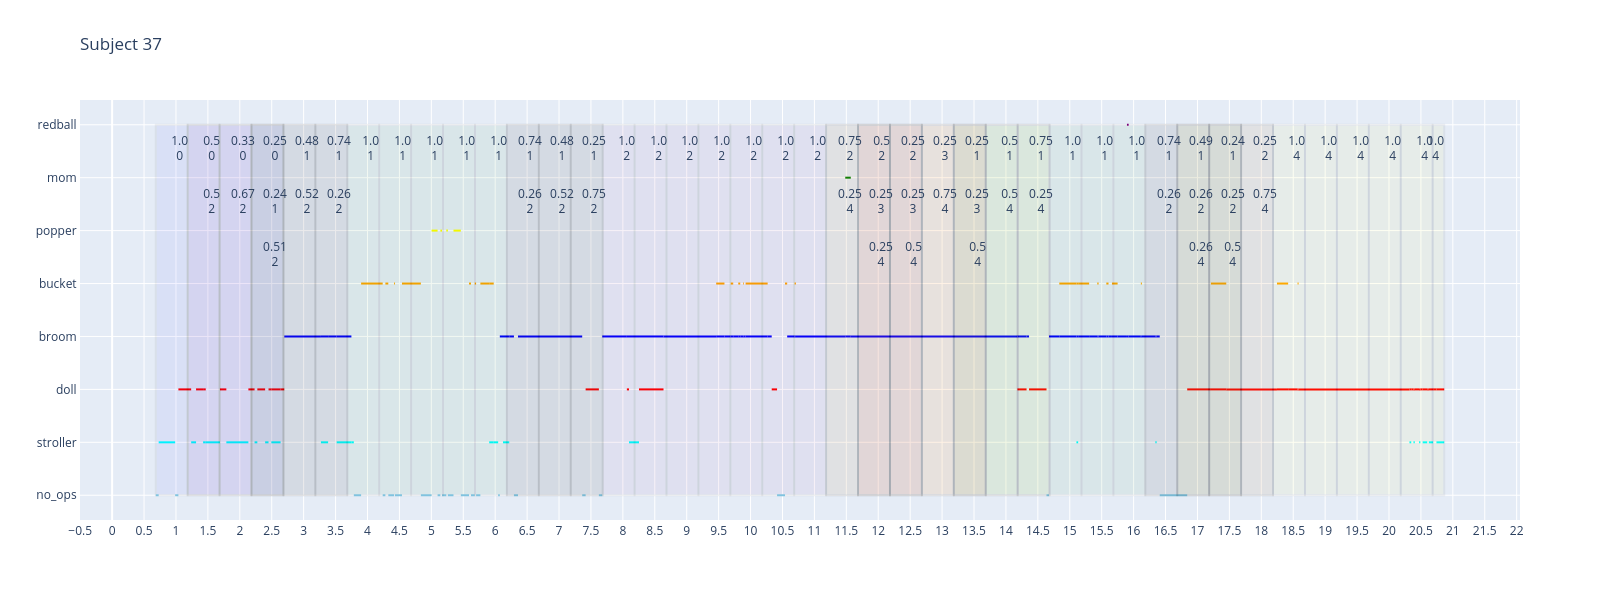 Subject 37
redball
1.0 0.5 0.33 0.25 0.48 0.74 1.0 1.0 1.0 1.0 1.0 0.74 0.48 0.25 1.0 1.0 1.0 1.0 1.0 1.0 1.0 0.75 0.5 0.25 0.25 0.25 0.5 0.75 1.0 1.0 1.0 0.74 0.49 0.24 0.25 1.0 1.0 1.0 1.0 1.0 1.0
0 0 0 0 1 1 1 1 1 1 1 1 1 1 2 2 2 2 2 2 2 2 2 2 3 1 1 1 1 1 1 1 1 1 2 4 4 4 4 4 4
mom
0.5 0.67 0.24 0.52 0.26 0.26 0.52 0.75 0.25 0.25 0.25 0.75 0.25 0.5 0.25 0.26 0.26 0.25 0.75
2 2 1 2 2 2 2 2 4 3 3 4 3 4 4 2 2 2 4
popper
0.51 0.25 0.5 0.5 0.26 0.5
2 4 4 4 4 4
bucket
broom
doll
stroller
no_ops
−0.5 0 0.5 1 1.5 2 2.5 3 3.5 4 4.5 5 5.5 6 6.5 7 7.5 8 8.5 9 9.5 10 10.5 11 11.5 12 12.5 13 13.5 14 14.5 15 15.5 16 16.5 17 17.5 18 18.5 19 19.5 20 20.5 21 21.5 22